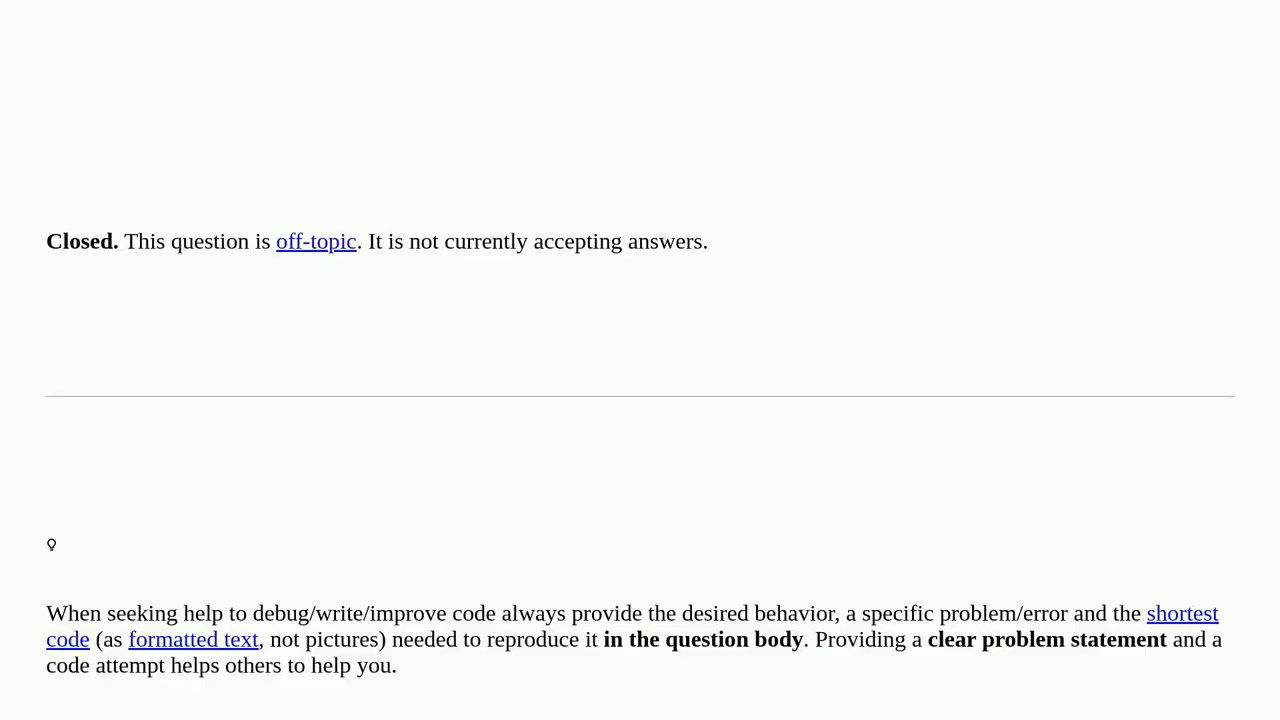 Closed. This question is off-topic. It is not currently accepting answers.
When seeking help to debug/write/improve code always provide the desired behavior, a specific problem/error and the shortest
code (as formatted text, not pictures) needed to reproduce it in the question body. Providing a clear problem statement and a
code attempt helps others to help you.